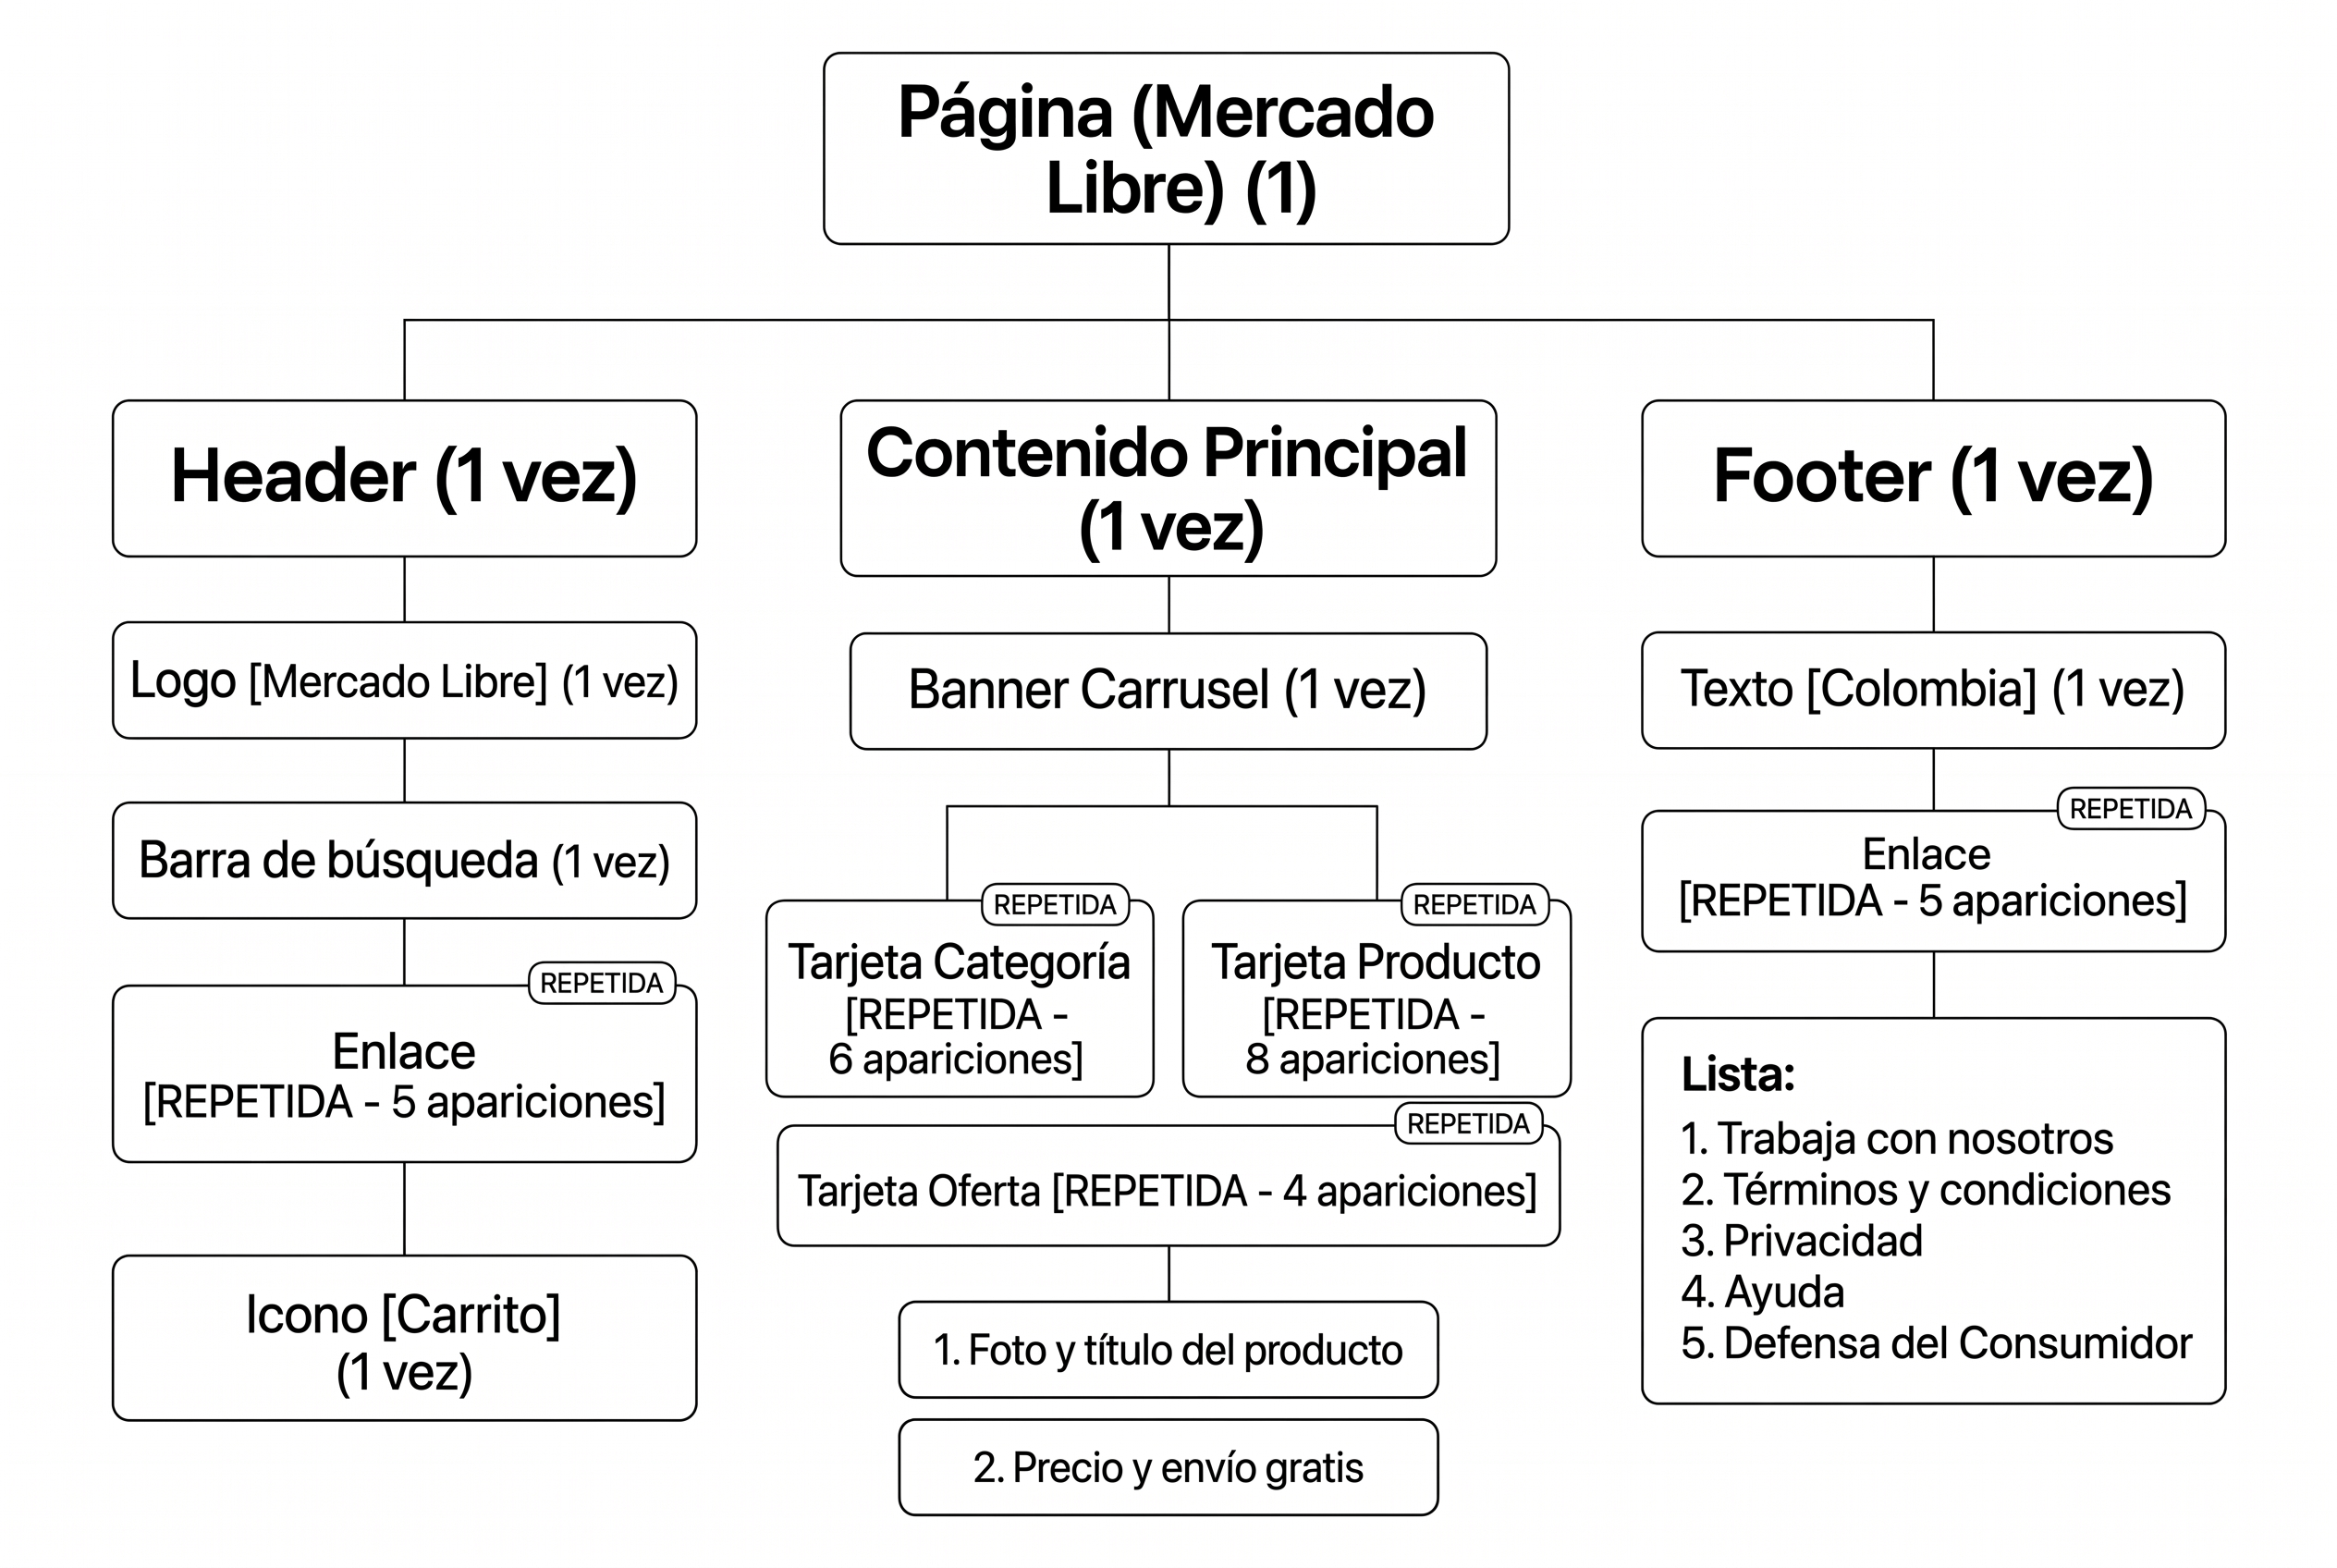 Página (Mercado
Libre) (1)
Header (1 vez)
Logo [Mercado Libre] (1 vez)
Barra de búsqueda (1 vez)
REPETIDA
Enlace
[REPETIDA - 5 apariciones]
Icono [Carrito]
(1 vez)
Contenido Principal
(1 vez)
Banner Carrusel (1 vez)
REPETIDA
Tarjeta Categoría
[REPETIDA -
6 apariciones]
REPETIDA
Tarjeta Producto
[REPETIDA -
8 apariciones]
REPETIDA
Tarjeta Oferta [REPETIDA - 4 apariciones]
1. Foto y título del producto
2. Precio y envío gratis
Footer (1 vez)
Texto [Colombia] (1 vez)
REPETIDA
Enlace
[REPETIDA - 5 apariciones]
Lista:
1. Trabaja con nosotros
2. Términos y condiciones
3. Privacidad
4. Ayuda
5. Defensa del Consumidor